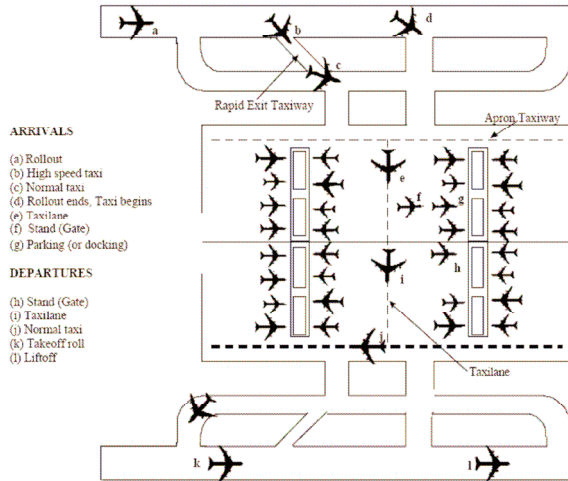 a
b
c
d
Rapid Exit Taxiway
Apron Taxiway
ARRIVALS
(a) Rollout
(b) High speed taxi
(c) Normal taxi
(d) Rollout ends, Taxi begins
(e) Taxilane
(f) Stand (Gate)
(g) Parking (or docking)
DEPARTURES
(h) Stand (Gate)
(i) Taxilane
(j) Normal taxi
(k) Takeoff roll
(l) Liftoff
e
f
g
h
i
j
Taxilane
k
l